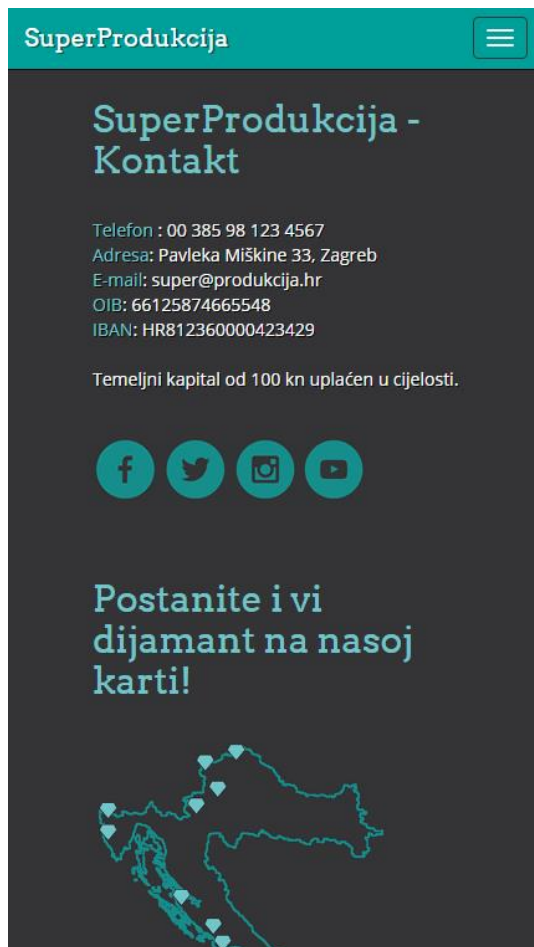 SuperProdukcija
SuperProdukcija -
Kontakt
Telefon : 00 385 98 123 4567
Adresa: Pavleka Miškine 33, Zagreb
E-mail: super@produkcija.hr
OIB: 66125874665548
IBAN: HR812360000423429
Temeljni kapital od 100 kn uplaćen u cijelosti.
Postanite i vi
dijamant na nasoj
karti!